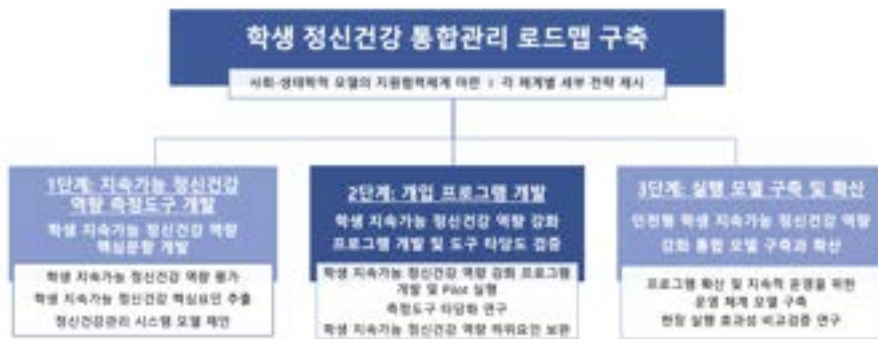 학생 정신건강 통합관리 로드맵 구축
사회-생태학적 모델의 지원협력체계 마련 | 각 체계별 세부 전략 제시
1단계: 지속가능 정신건강
역량 측정도구 개발
학생 지속가능 정신건강 역량
핵심문항 개발
학생 지속가능 정신건강 역량 평가
학생 지속가능 정신건강 핵심요인 추출
정신건강관리 시스템 모델 제안
2단계: 개입 프로그램 개발
학생 지속가능 정신건강 역량 강화
프로그램 개발 및 도구 타당도 검증
학생 지속가능 정신건강 역량 강화 프로그램
개발 및 Pilot 실행
측정도구 타당화 연구
학생 지속가능 정신건강 역량 하위요인 보완
3단계: 실행 모델 구축 및 확산
인천형 학생 지속가능 정신건강 역량
강화 통합 모델 구축과 확산
프로그램 확산 및 지속적 운영을 위한
운영 체계 모델 구축
현장 실행 효과성 비교검증 연구